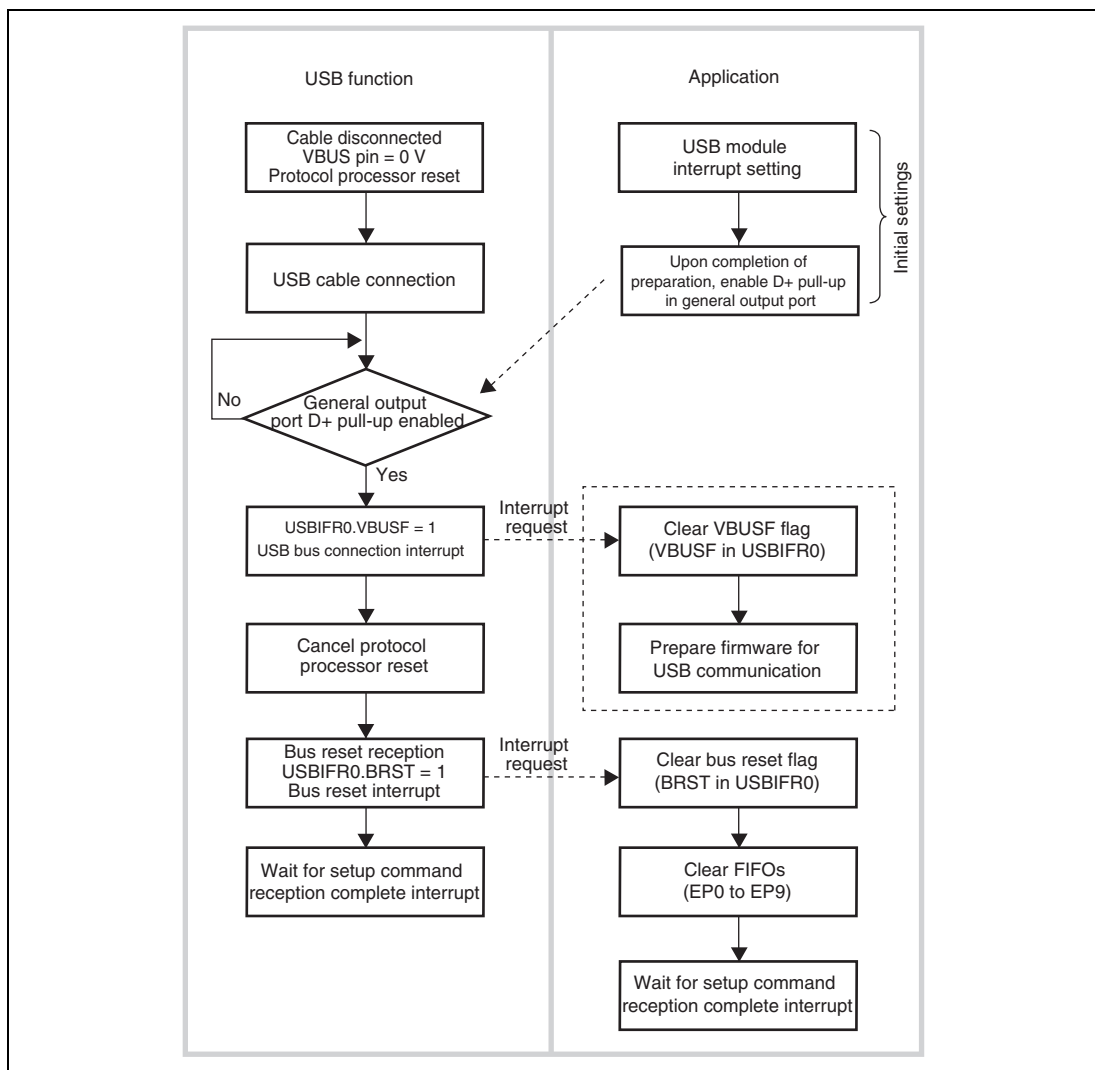 USB function
Application
Cable disconnected
VBUS pin = 0 V
Protocol processor reset
USB module
interrupt setting
Initial settings
USB cable connection
Upon completion of
preparation, enable D+ pull-up
in general output port
No
General output
port D+ pull-up enabled
Yes
USBIFR0.VBUSF = 1
USB bus connection interrupt
Interrupt
request
Clear VBUSF flag
(VBUSF in USBIFR0)
Cancel protocol
processor reset
Prepare firmware for
USB communication
Bus reset reception
USBIFR0.BRST = 1
Bus reset interrupt
Interrupt
request
Clear bus reset flag
(BRST in USBIFR0)
Wait for setup command
reception complete interrupt
Clear FIFOs
(EP0 to EP9)
Wait for setup command
reception complete interrupt